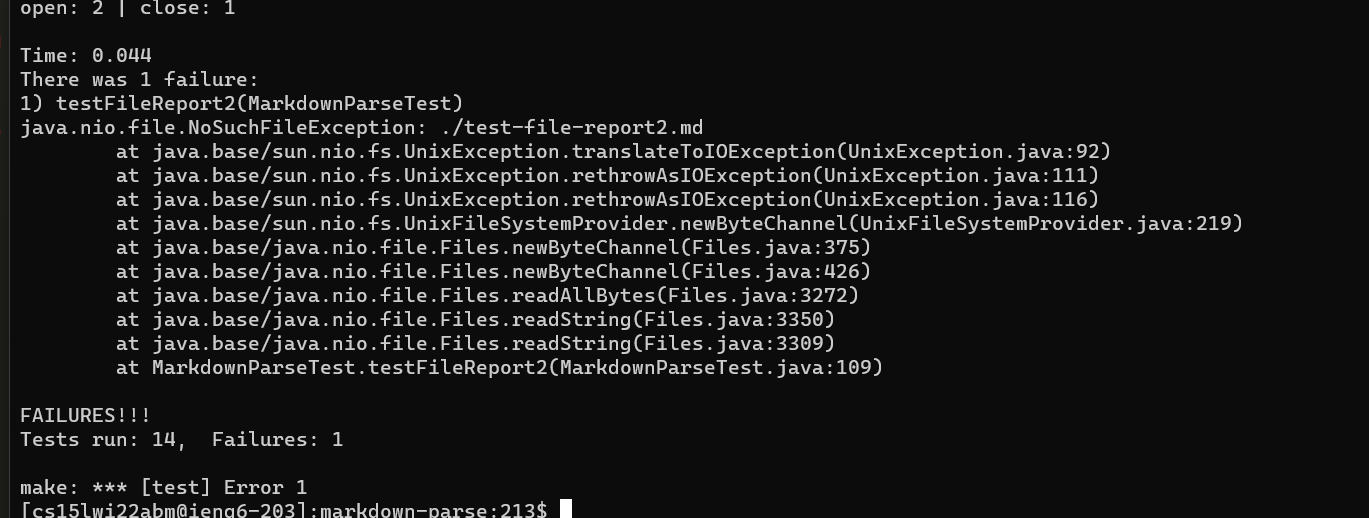 open: 2 | close: 1
Time: 0.044
There was 1 failure:
1) testFileReport2(MarkdownParseTest)
java.nio.file.NoSuchFileException: ./test-file-report2.md
at java.base/sun.nio.fs.UnixException.translateToIOException(UnixException.java:92)
at java.base/sun.nio.fs.UnixException.rethrowAsIOException(UnixException.java:111)
at java.base/sun.nio.fs.UnixException.rethrowAsIOException(UnixException.java:116)
at java.base/sun.nio.fs.UnixFileSystemProvider.newByteChannel(UnixFileSystemProvider.java:219)
at java.base/java.nio.file.Files.newByteChannel(Files.java:375)
at java.base/java.nio.file.Files.newByteChannel(Files.java:426)
at java.base/java.nio.file.Files.readAllBytes(Files.java:3272)
at java.base/java.nio.file.Files.readString(Files.java:3350)
at java.base/java.nio.file.Files.readString(Files.java:3309)
at MarkdownParseTest.testFileReport2(MarkdownParseTest.java:109)
FAILURES!!!
Tests run: 14,  Failures: 1
make: *** [test] Error 1
[cs15lwi22abm@ieng6-203]:markdown-parse:213$